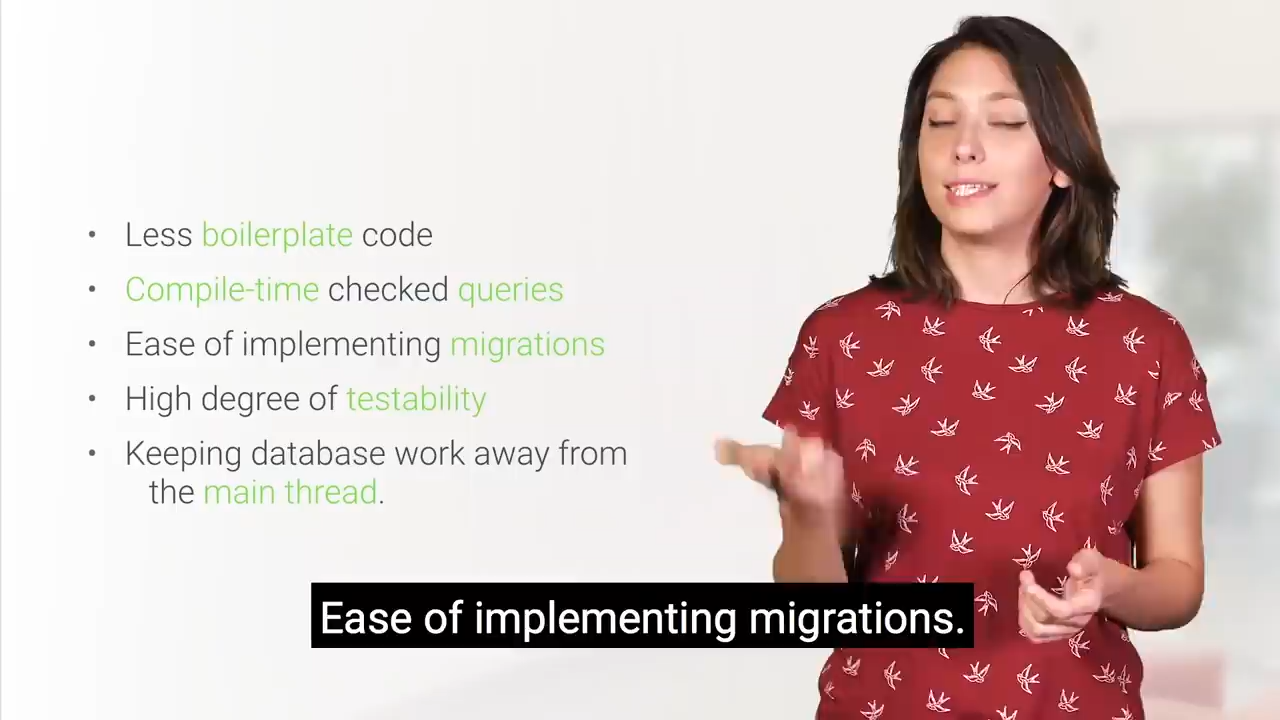 • Less boilerplate code
• Compile-time checked queries
• Ease of implementing migrations
• High degree of testability
• Keeping database work away from
the main thread.
Ease of implementing migrations.